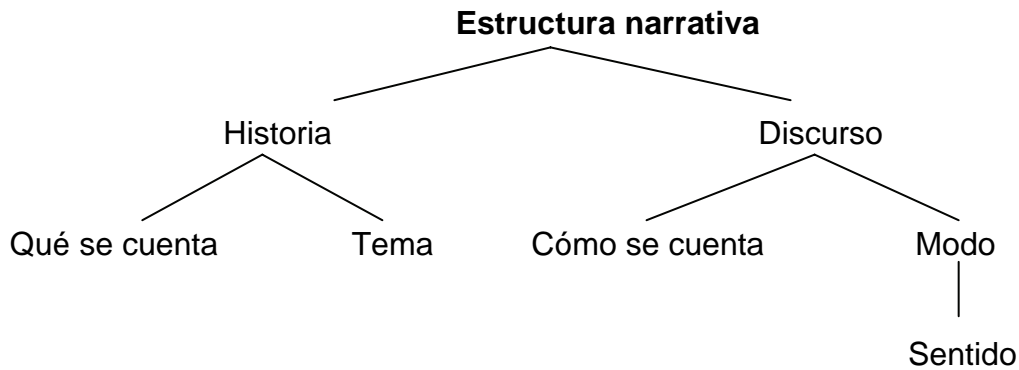 Estructura narrativa
Historia Discurso
Qué se cuenta Tema Cómo se cuenta Modo
Sentido